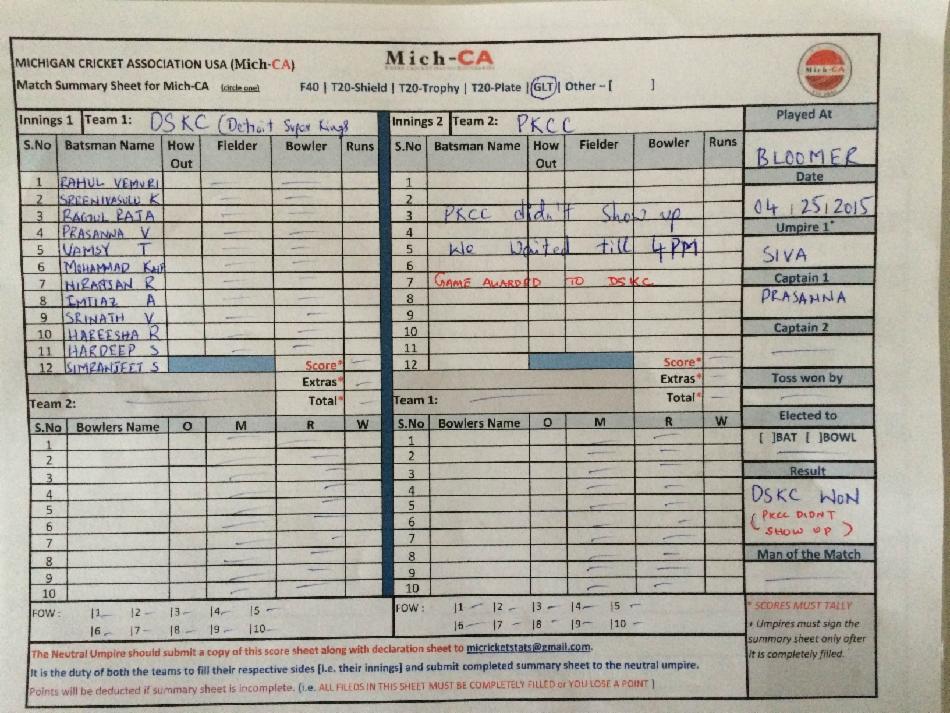 Mich-CA
MICHIGAN CRICKET ASSOCIATION USA (Mich-CA)
Match Summary Sheet for Mich-CA (circle one) F40 | T20-Shield | T20-Trophy | T20-Plate | GLT | Other – [ ]
Mich-CA
Innings 1 Team 1: DSKC (Detroit Super Kings
S.No Batsman Name How Out Fielder Bowler Runs
1 RAHUL VEMURI
2 SREENIVASULU K
3 RAGUL RAJA
4 PRASANNA V
5 VAMSY T
6 MOHAMMAD
7 NIRANJAN R
8 IMTIAZ A
9 SRINATH V
10 HAREESHA R
11 HARDEEP S
12 SIMRANJEET S
Score*
Extras*
Total*
Team 2:
S.No Bowlers Name O M R W
1
2
3
4
5
6
7
8
9
10
FOW : |1 |2 |3 |4 |5
|6 |7 |8 |9 |10
Innings 2 Team 2: PKCC
S.No Batsman Name How Out Fielder Bowler Runs
1
2
3 PKCC didn't show up
4
5 We waited till 4PM
6
7 GAME AWARDED TO DSKC
8
9
10
11
12
Score*
Extras*
Total*
Team 1:
S.No Bowlers Name O M R W
1
2
3
4
5
6
7
8
9
10
FOW : |1 |2 |3 |4 |5
|6 |7 |8 |9 |10
Played At
BLOOMER
Date
04 | 25 | 2015
Umpire 1*
SIVA
Captain 1
PRASANNA
Captain 2
Toss won by
Elected to
[ ]BAT [ ]BOWL
Result
DSKC WON
(PKCC DIDNT
SHOW UP)
Man of the Match
* SCORES MUST TALLY
* Umpires must sign the
summary sheet only after
it is completely filled.
The Neutral Umpire should submit a copy of this score sheet along with declaration sheet to micricketstats@gmail.com.
It is the duty of both the teams to fill their respective sides [i.e. their innings] and submit completed summary sheet to the neutral umpire.
Points will be deducted if summary sheet is incomplete. (i.e. ALL FILEDS IN THIS SHEET MUST BE COMPLETELY FILLED or YOU LOSE A POINT )